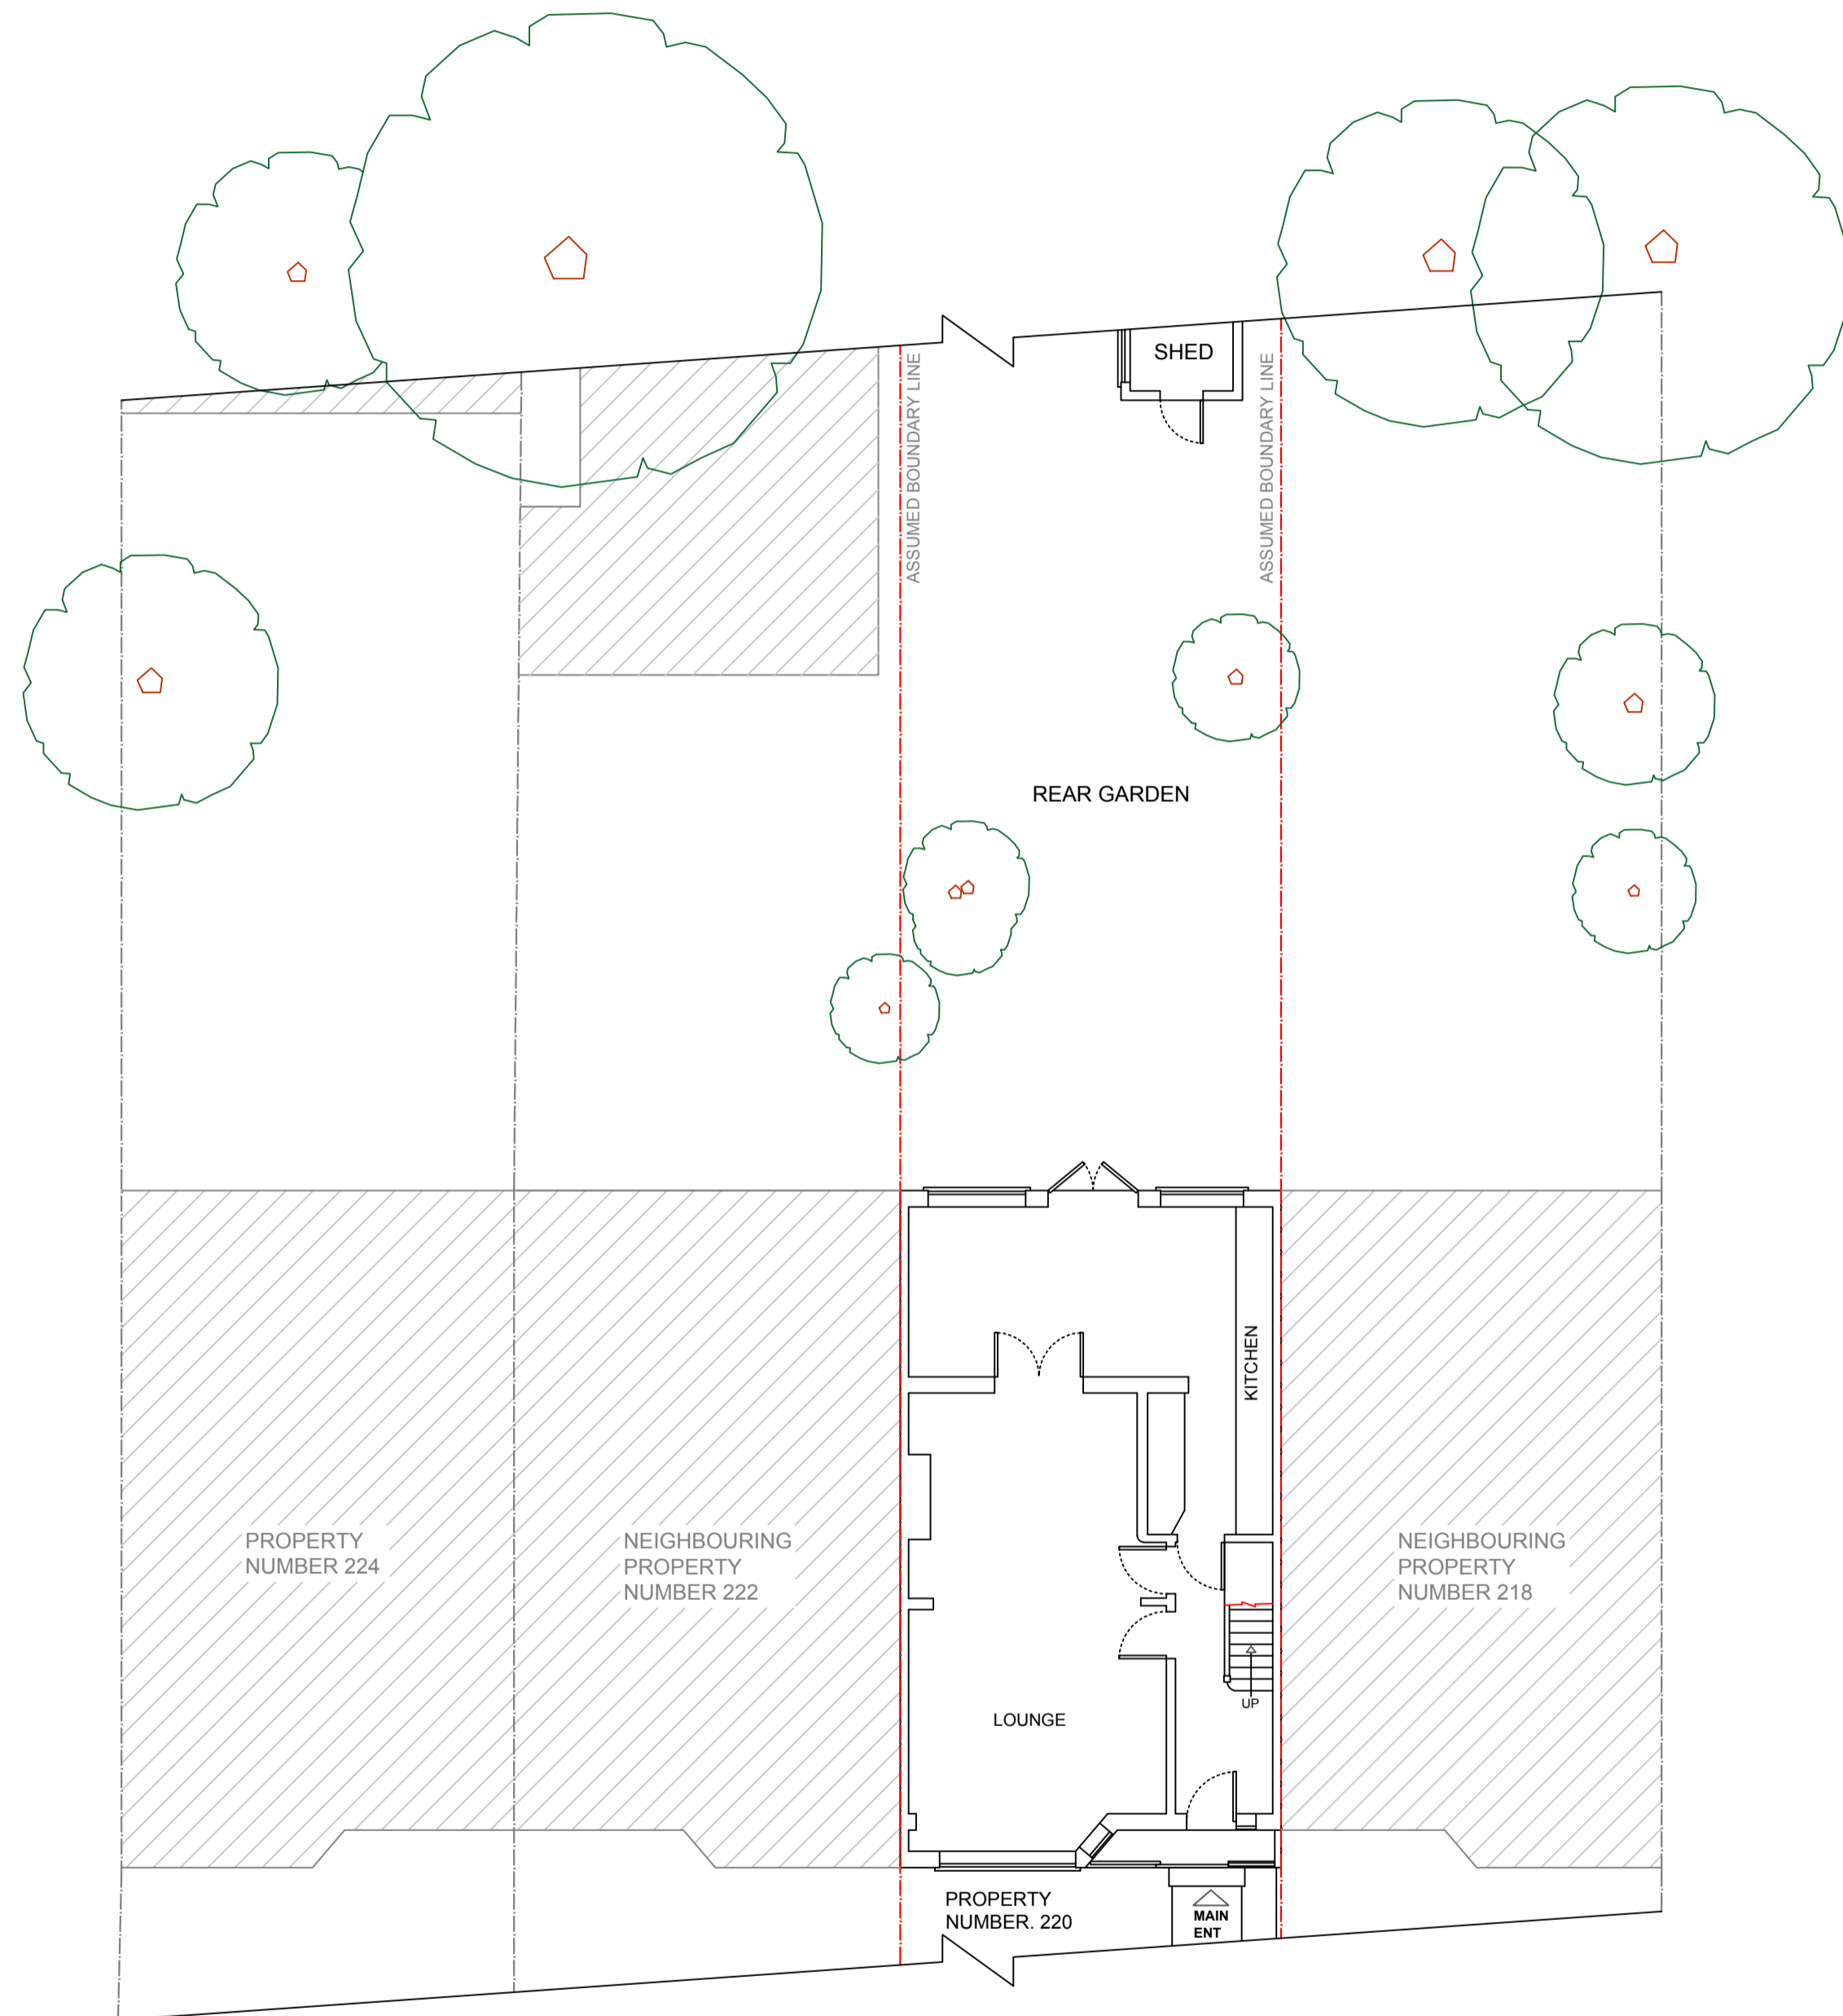 SHED
ASSUMED BOUNDARY LINE
ASSUMED BOUNDARY LINE
REAR GARDEN
KITCHEN
PROPERTY
NUMBER 224
NEIGHBOURING
PROPERTY
NUMBER 222
NEIGHBOURING
PROPERTY
NUMBER 218
UP
LOUNGE
PROPERTY
NUMBER. 220
MAIN
ENT